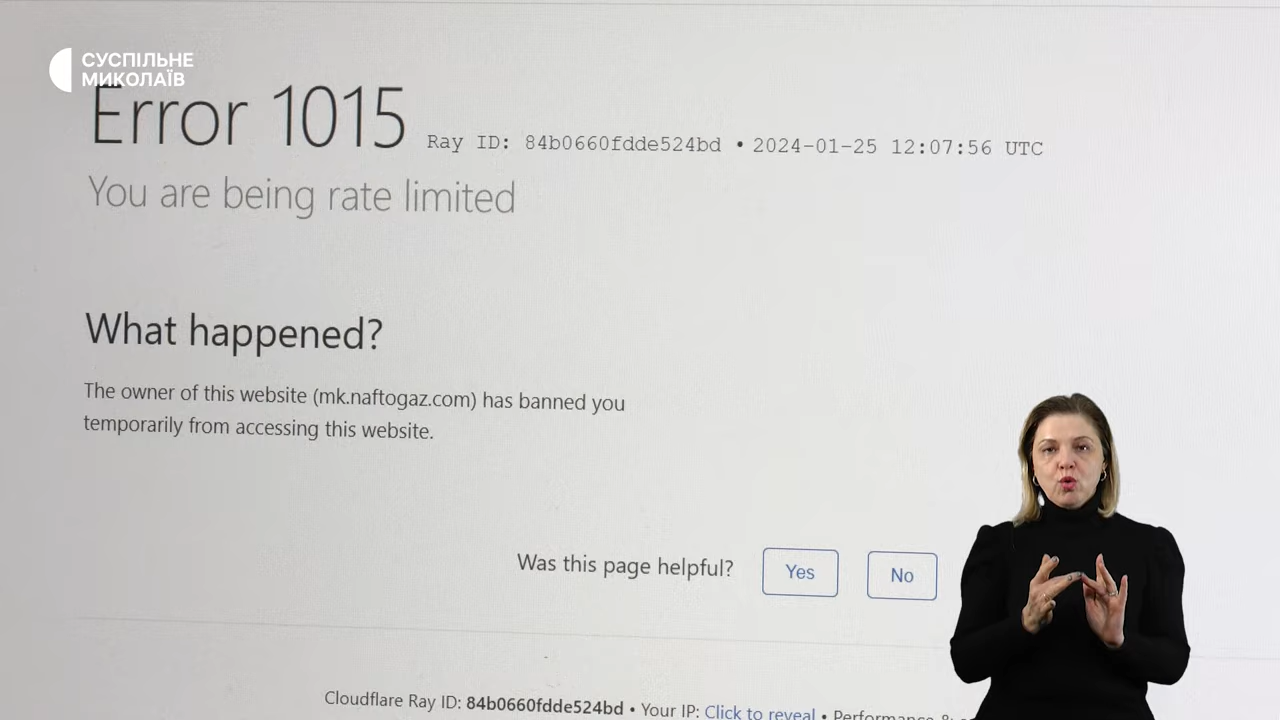 СУСПІЛЬНЕ
МИКОЛАЇВ
Error 1015 Ray ID: 84b0660fdde524bd • 2024-01-25 12:07:56 UTC
You are being rate limited
What happened?
The owner of this website (mk.naftogaz.com) has banned you
temporarily from accessing this website.
Was this page helpful? Yes No
Cloudflare Ray ID: 84b0660fdde524bd • Your IP: Click to reveal • Performance &